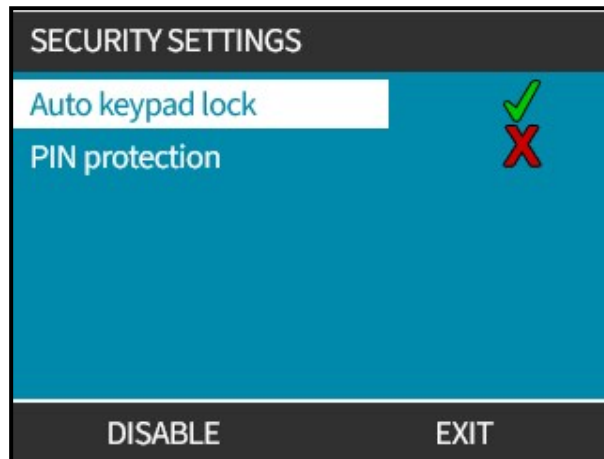 SECURITY SETTINGS
Auto keypad lock
PIN protection
DISABLE EXIT